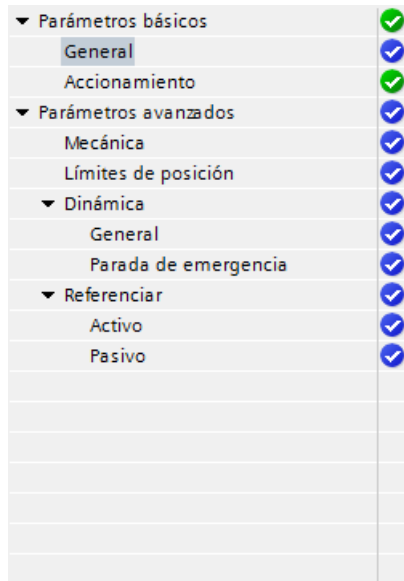 Parámetros básicos
General
Accionamiento
Parámetros avanzados
Mecánica
Límites de posición
Dinámica
General
Parada de emergencia
Referenciar
Activo
Pasivo